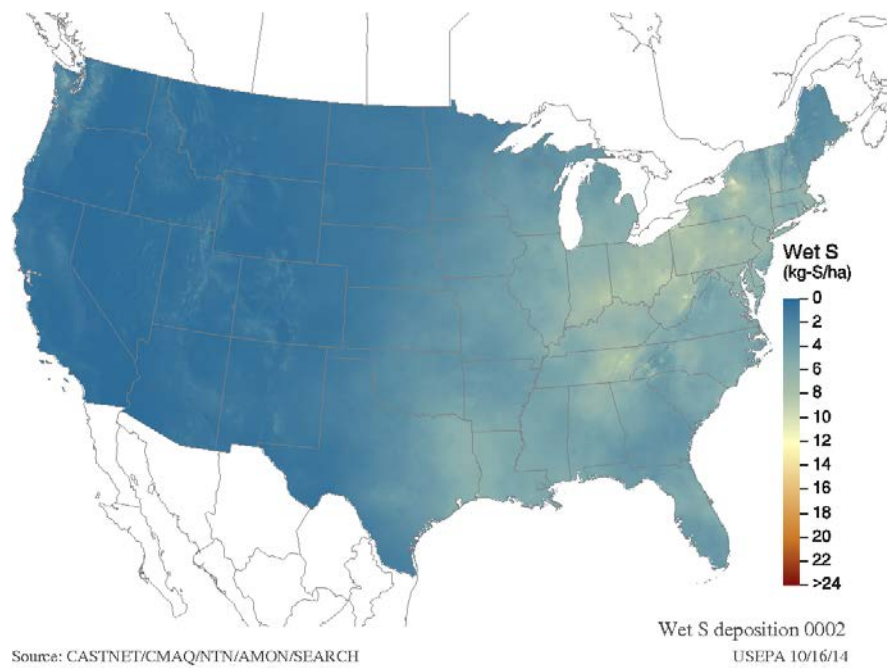 Wet S
(kg-S/ha)
0
2
4
6
8
10
12
14
16
18
20
22
>24
Wet S deposition 0002
Source: CASTNET/CMAQ/NTN/AMON/SEARCH
USEPA 10/16/14